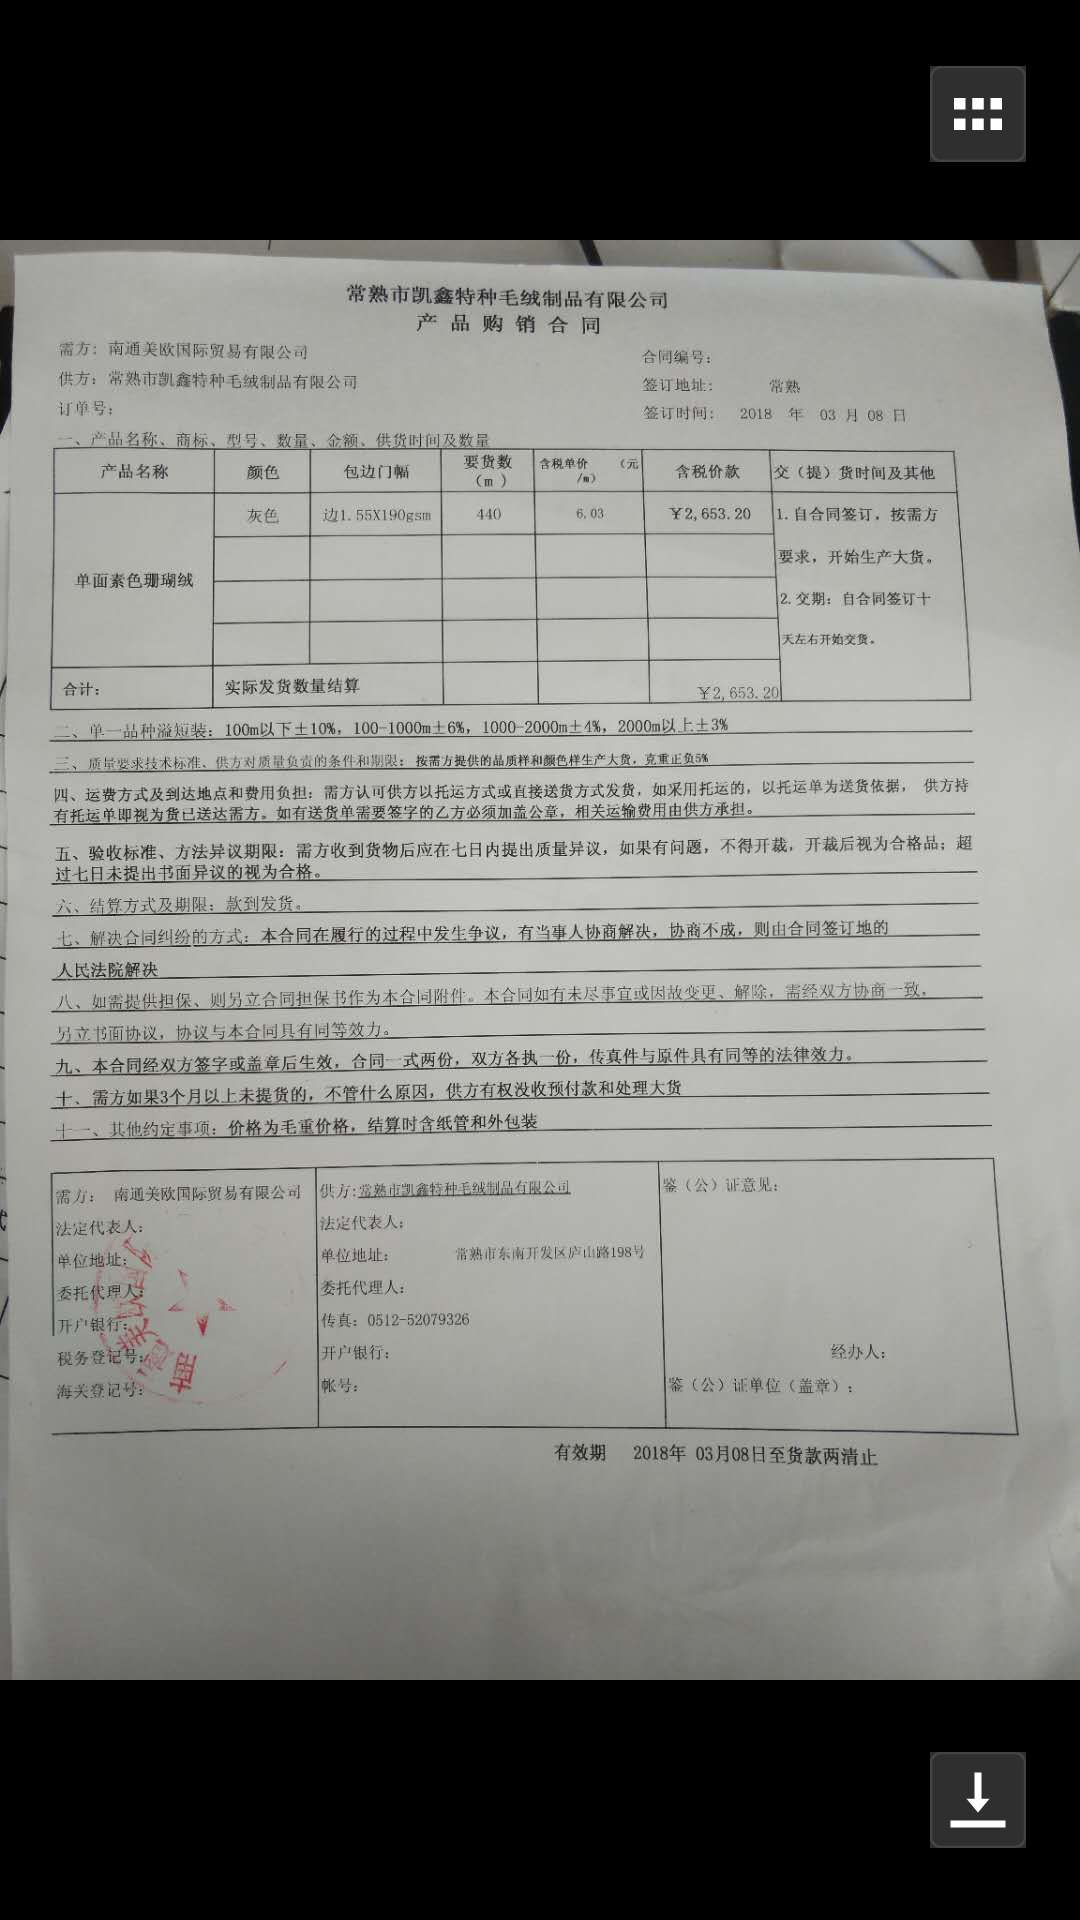 常熟市凯鑫特种毛绒制品有限公司
产品购销合同
需方：南通美欧国际贸易有限公司
合同编号：
供方：常熟市凯鑫特种毛绒制品有限公司
签订地址： 常熟
订单号：
签订时间： 2018 年 03 月 08 日
一、产品名称、商标、型号、数量、金额、供货时间及数量
产品名称 颜色 包边门幅 要货数（m） 含税单价（元/m） 含税价款 交（提）货时间及其他
单面素色珊瑚绒 灰色 边1.55X190gsm 440 6.03 ￥2,653.20
1.自合同签订，按需方
要求，开始生产大货。
2.交期：自合同签订十
天左右开始交货。
合计： 实际发货数量结算 ￥2,653.20
二、单一品种溢短装：100m以下±10%，100-1000m±6%，1000-2000m±4%，2000m以上±3%
三、质量要求技术标准、供方对质量负责的条件和期限：按需方提供的品质样和颜色样生产大货，克重正负5%
四、运费方式及到达地点和费用负担：需方认可供方以托运方式或直接送货方式发货，如采用托运的，以托运单为送货依据， 供方持
有托运单即视为货已送达需方。如有送货单需要签字的乙方必须加盖公章，相关运输费用由供方承担。
五、验收标准、方法异议期限：需方收到货物后应在七日内提出质量异议，如果有问题，不得开裁，开裁后视为合格品；超
过七日未提出书面异议的视为合格。
六、结算方式及期限：款到发货。
七、解决合同纠纷的方式：本合同在履行的过程中发生争议，有当事人协商解决，协商不成，则由合同签订地的
人民法院解决
八、如需提供担保、则另立合同担保书作为本合同附件。本合同如有未尽事宜或因故变更、解除，需经双方协商一致，
另立书面协议，协议与本合同具有同等效力。
九、本合同经双方签字或盖章后生效，合同一式两份，双方各执一份，传真件与原件具有同等的法律效力。
十、需方如果3个月以上未提货的，不管什么原因，供方有权没收预付款和处理大货
十一、其他约定事项：价格为毛重价格，结算时含纸管和外包装
需方： 南通美欧国际贸易有限公司
法定代表人：
单位地址：
委托代理人：
开户银行：
税务登记号：
海关登记号：
供方：常熟市凯鑫特种毛绒制品有限公司
法定代表人：
单位地址： 常熟市东南开发区庐山路198号
委托代理人：
传真：0512-52079326
开户银行：
帐号：
鉴（公）证意见：
经办人：
鉴（公）证单位（盖章）：
有效期 2018年 03月08日至货款两清止